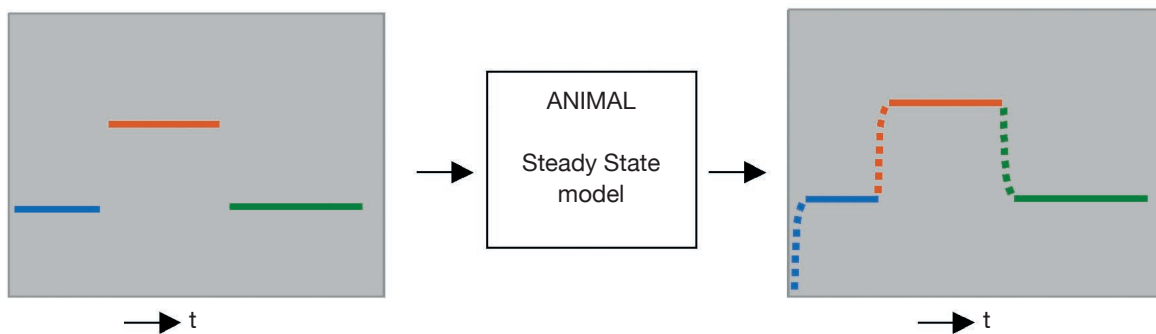 ANIMAL
Steady State
model
t
t